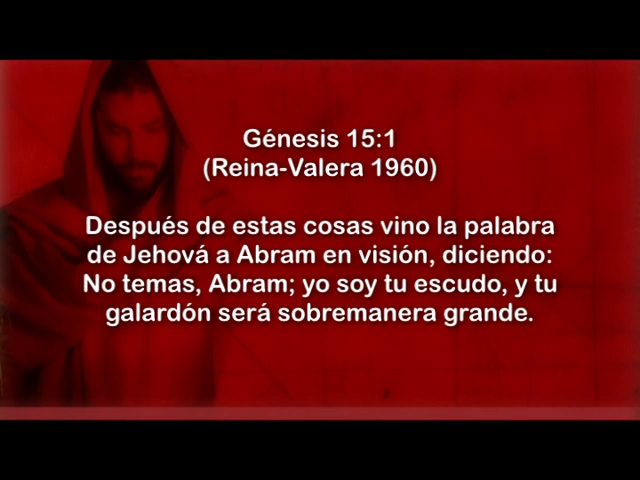 Génesis 15:1
(Reina-Valera 1960)
Después de estas cosas vino la palabra
de Jehová a Abram en visión, diciendo:
No temas, Abram; yo soy tu escudo, y tu
galardón será sobremanera grande.